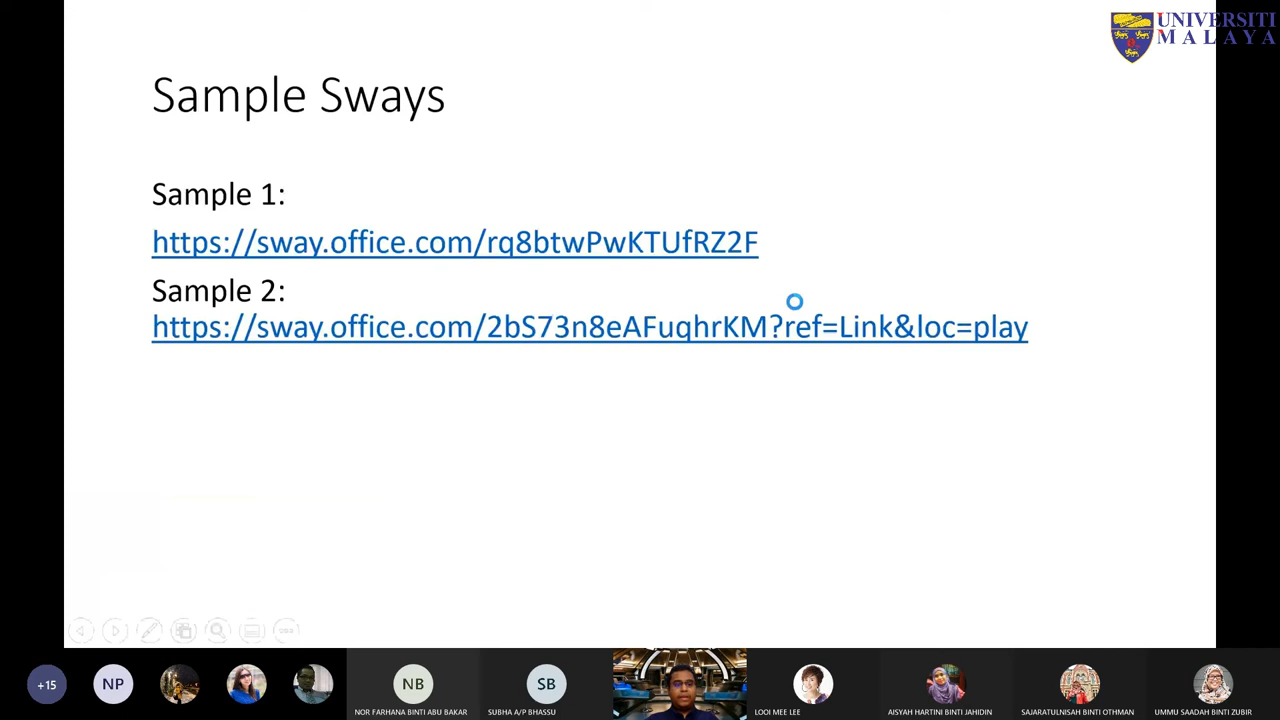 UNIVERSITI
MALAYA
Sample Sways
Sample 1:
https://sway.office.com/rq8btwPwKTUfRZ2F
Sample 2:
https://sway.office.com/2bS73n8eAFuqhrKM?ref=Link&loc=play
+15
NP
NB
SB
NOR FARHANA BINTI ABU BAKAR
SUBHA A/P BHASSU
LOOI MEE LEE
AISYAH HARTINI BINTI JAHIDIN
SAJARATULNISAH BINTI OTHMAN
UMMU SAADAH BINTI ZUBIR